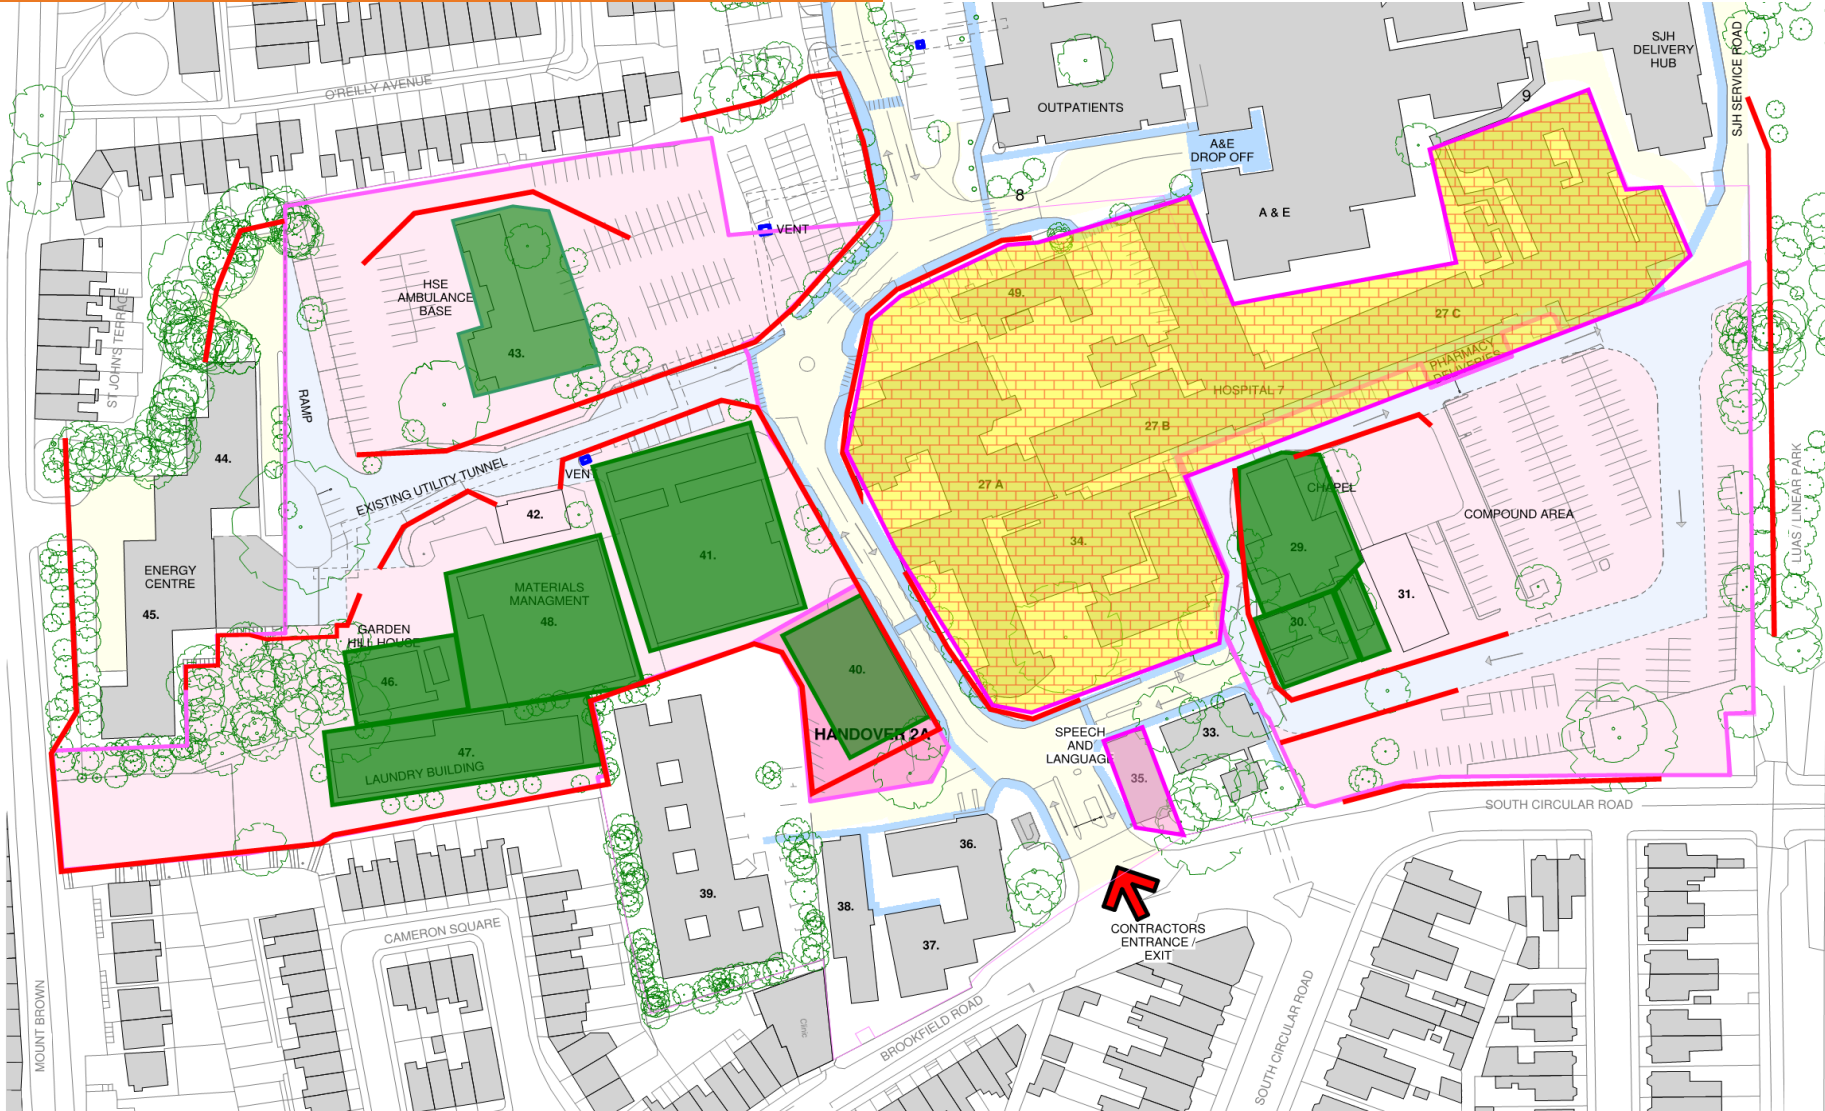 O'REILLY AVENUE
OUTPATIENTS
A&E
DROP OFF
A & E
8
9
SJH
DELIVERY
HUB
SJH SERVICE ROAD
VENT
HSE
AMBULANCE
BASE
43.
ST. JOHN'S TERRACE
RAMP
44.
49.
27 C
PHARMACY
DELIVERIES
HOSPITAL 7
27 B
27 A
34.
EXISTING UTILITY TUNNEL
VENT
42.
41.
ENERGY
CENTRE
45.
MATERIALS
MANAGMENT
48.
GARDEN
HILL HOUSE
46.
47.
LAUNDRY BUILDING
40.
HANDOVER 2A
CHAPEL
29.
30.
31.
COMPOUND AREA
LUAS / LINEAR PARK
SPEECH
AND
LANGUAGE
33.
35.
SOUTH CIRCULAR ROAD
36.
37.
38.
39.
Clinic
CONTRACTORS
ENTRANCE /
EXIT
CAMERON SQUARE
MOUNT BROWN
BROOKFIELD ROAD
SOUTH CIRCULAR ROAD